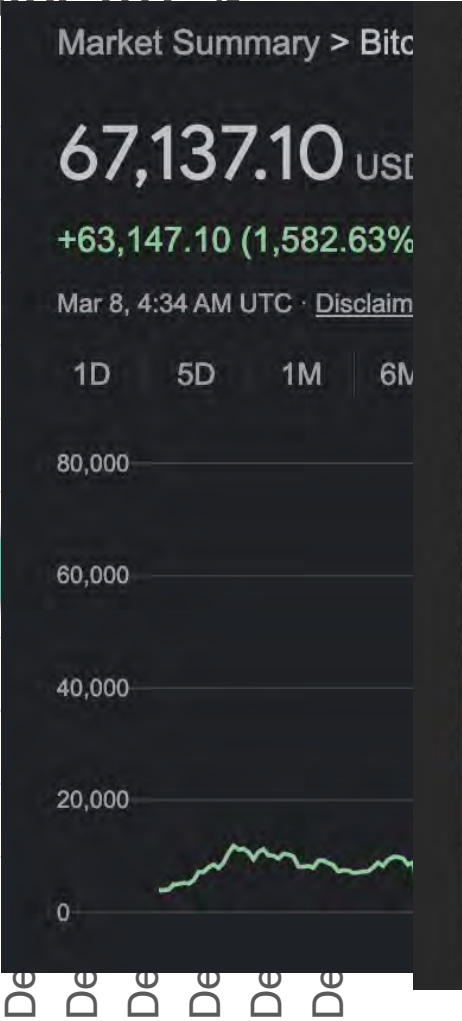 Market Summary > Bitc
67,137.10 USD
+63,147.10 (1,582.63%
Mar 8, 4:34 AM UTC · Disclaim
1D 5D 1M 6M
80,000
60,000
40,000
20,000
0
De
De
De
De
De
De